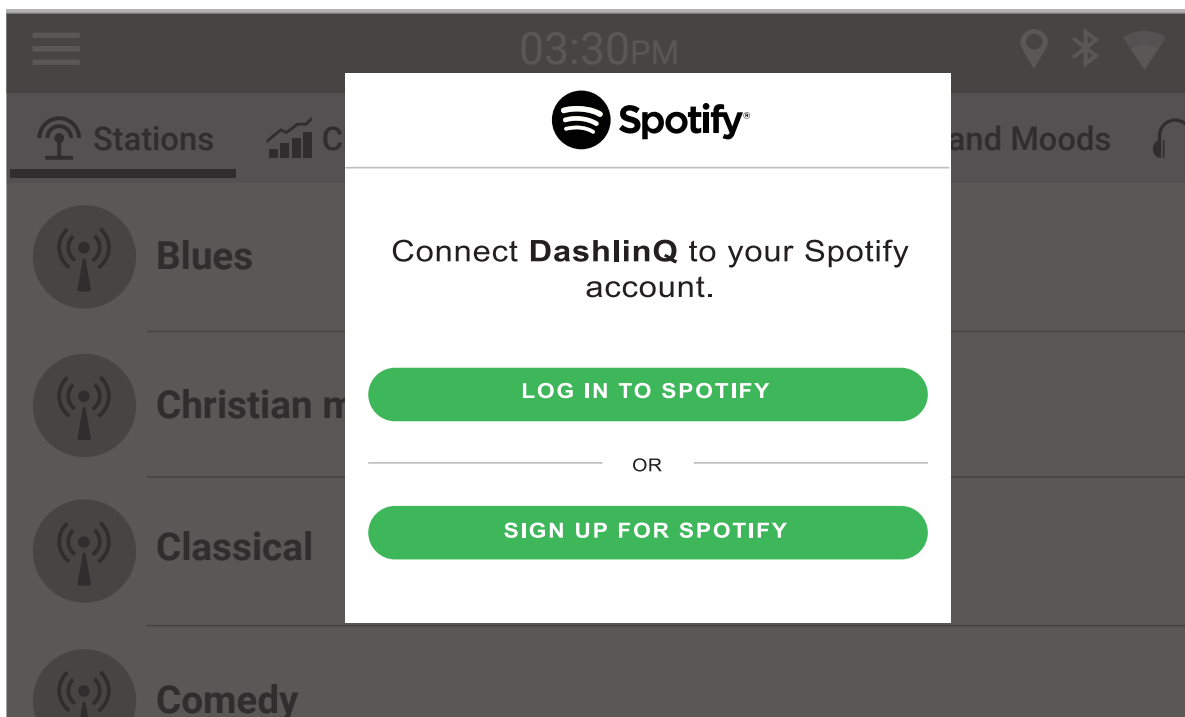 03:30PM
Stations C and Moods
Spotify®
Blues
Connect DashlinQ to your Spotify
account.
LOG IN TO SPOTIFY
Christian m
OR
SIGN UP FOR SPOTIFY
Classical
Comedy